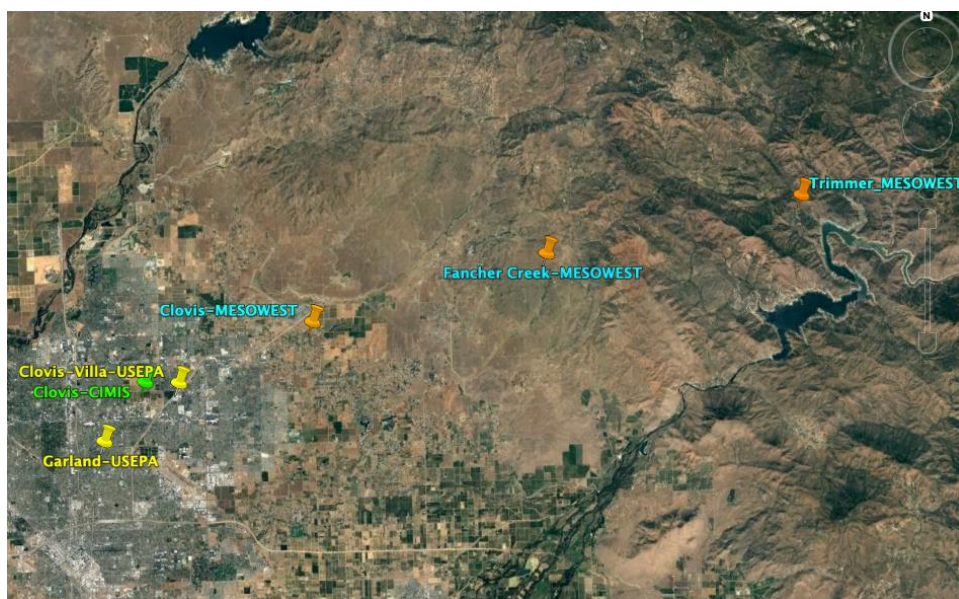 N
Trimmer_MESOWEST
Fancher Creek-MESOWEST
Clovis-MESOWEST
Clovis-Villa-USEPA
Clovis-CIMIS
Garland-USEPA